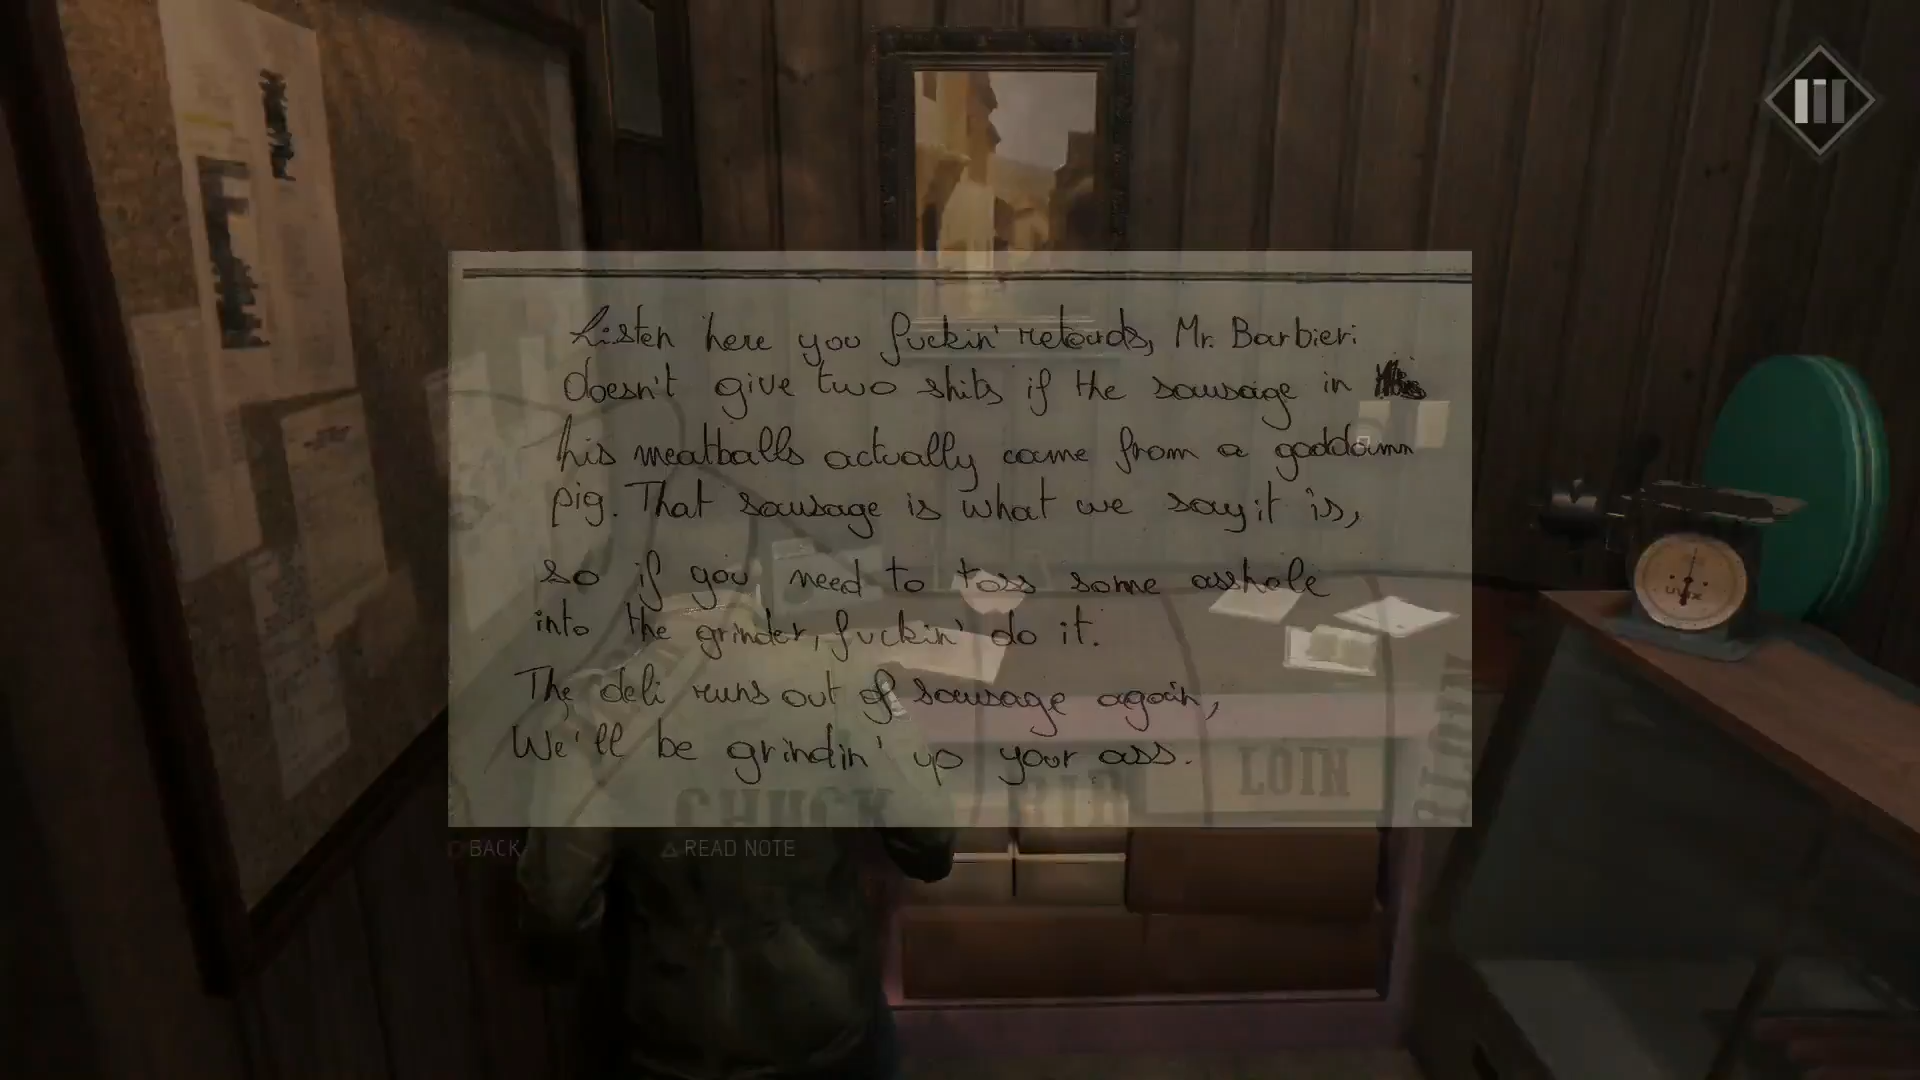 Listen here you fuckin' retards, Mr. Barbieri
doesn't give two shits if the sausage in
his meatballs actually came from a goddamn
pig. That sausage is what we say it is,
so if you need to toss some asshole
into the grinder, fuckin' do it.
The deli runs out of sausage again,
We'll be grindin' up your ass.
CHUCK RIB LOIN
BACK READ NOTE